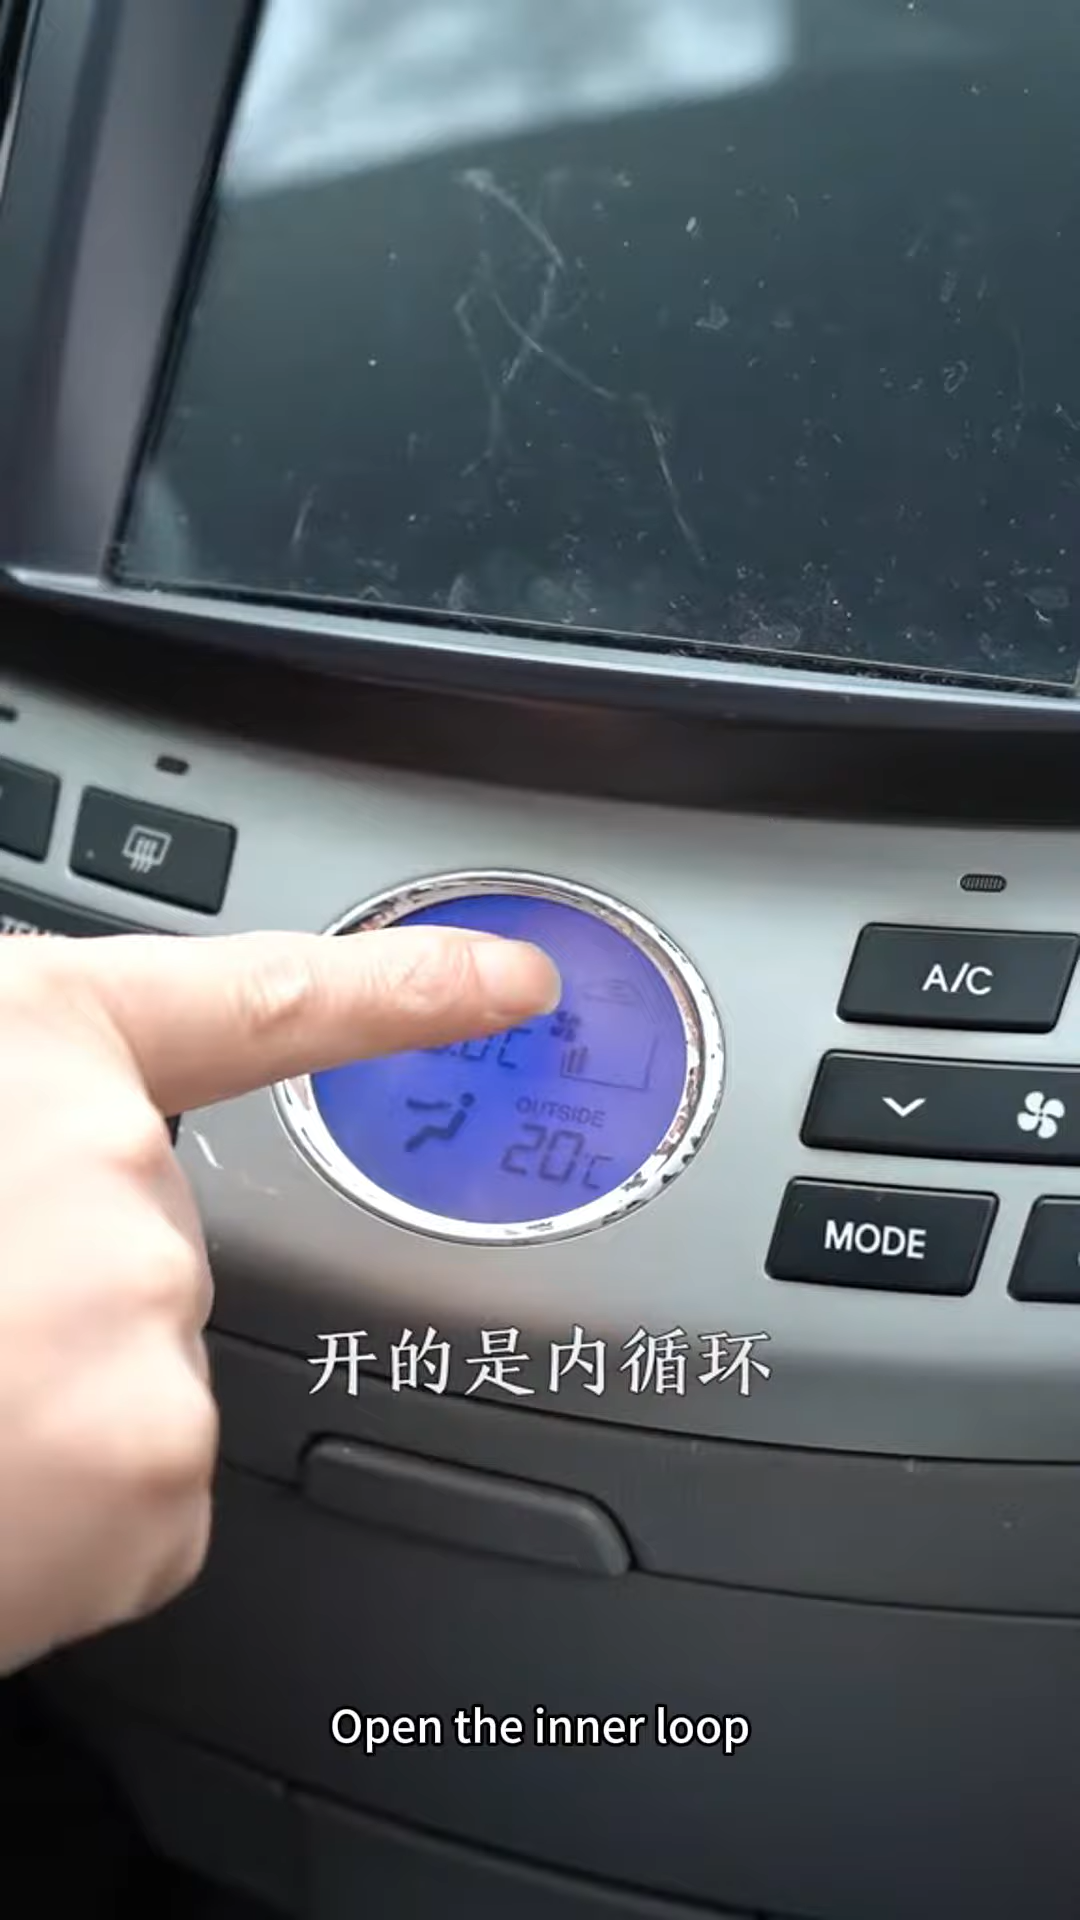 A/C
OUTSIDE
20°C
MODE
开的是内循环
Open the inner loop